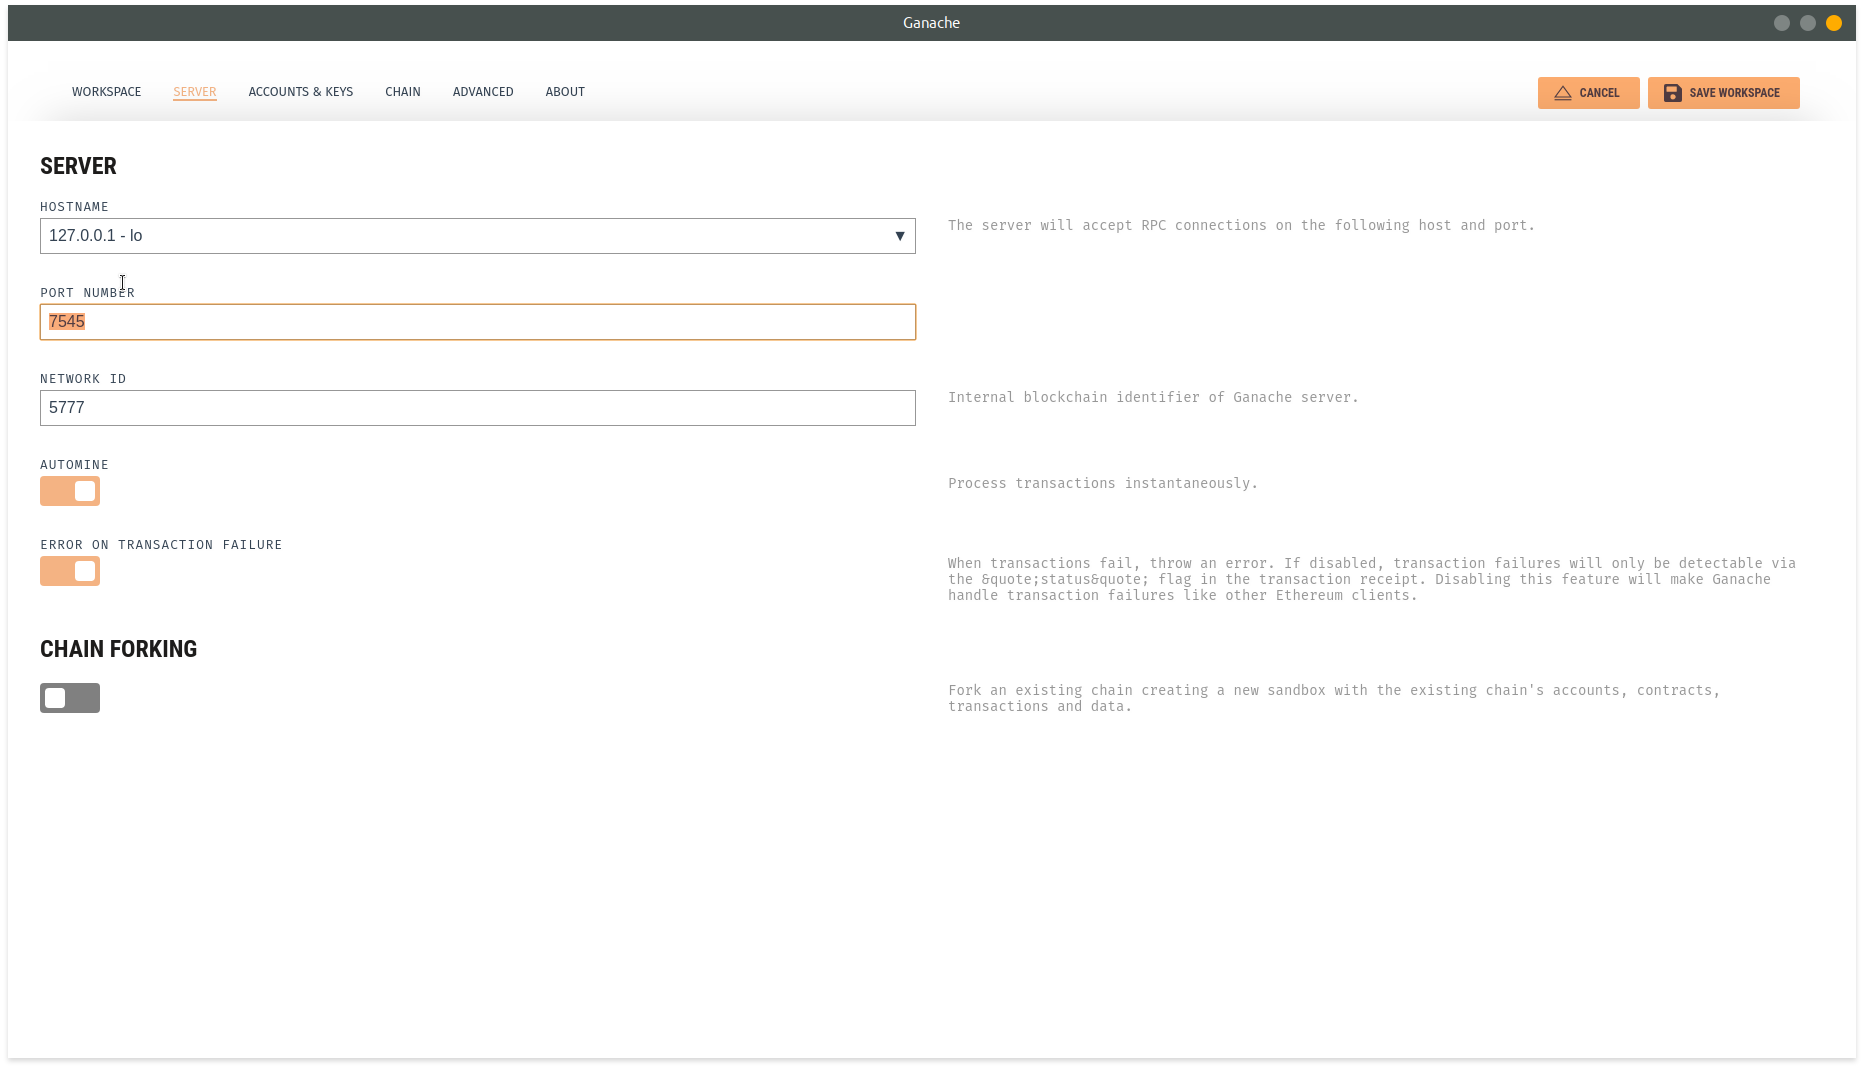 Ganache
WORKSPACE SERVER ACCOUNTS & KEYS CHAIN ADVANCED ABOUT CANCEL SAVE WORKSPACE
SERVER
HOSTNAME
127.0.0.1 - lo ▼
The server will accept RPC connections on the following host and port.
PORT NUMBER
7545
NETWORK ID
5777
Internal blockchain identifier of Ganache server.
AUTOMINE
Process transactions instantaneously.
ERROR ON TRANSACTION FAILURE
When transactions fail, throw an error. If disabled, transaction failures will only be detectable via
the &quote;status&quote; flag in the transaction receipt. Disabling this feature will make Ganache
handle transaction failures like other Ethereum clients.
CHAIN FORKING
Fork an existing chain creating a new sandbox with the existing chain's accounts, contracts,
transactions and data.